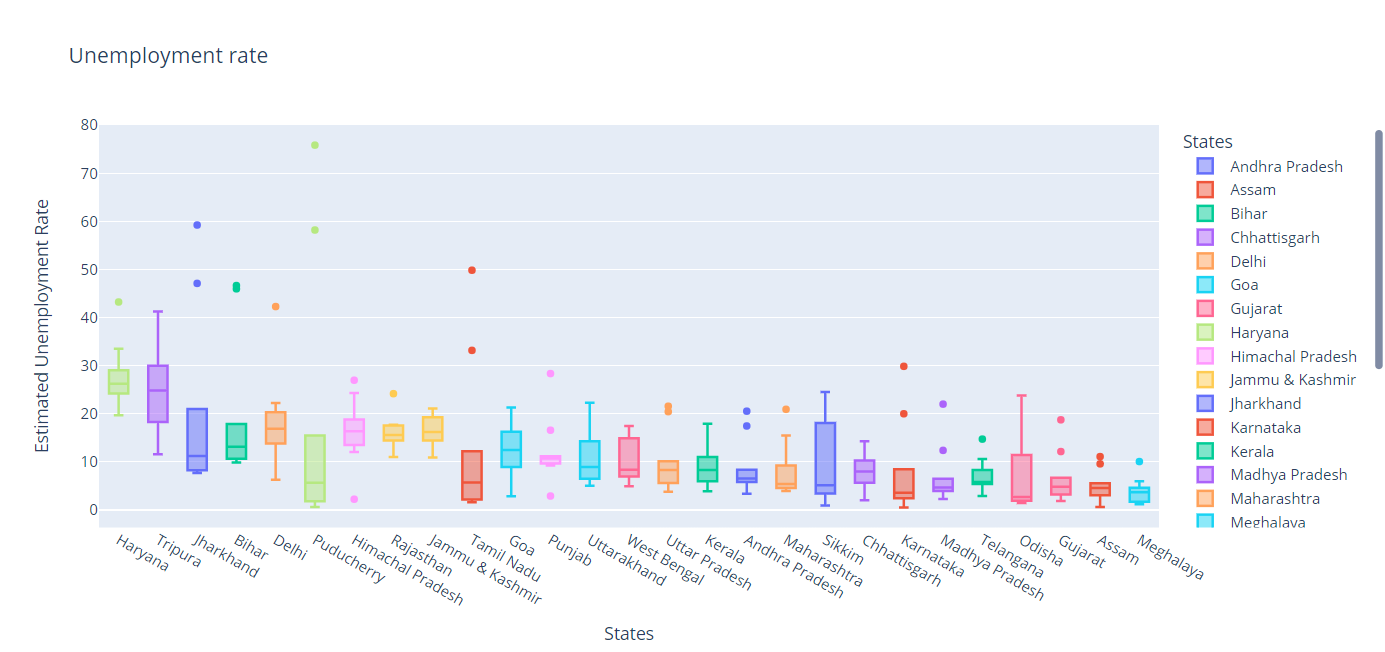 Unemployment rate
80
70
60
50
40
30
20
10
0
Estimated Unemployment Rate
Haryana
Tripura
Jharkhand
Bihar
Delhi
Puducherry
Himachal Pradesh
Rajasthan
Jammu & Kashmir
Tamil Nadu
Goa
Punjab
Uttarakhand
West Bengal
Uttar Pradesh
Kerala
Andhra Pradesh
Maharashtra
Sikkim
Chhattisgarh
Karnataka
Madhya Pradesh
Telangana
Odisha
Gujarat
Assam
Meghalaya
States
States
Andhra Pradesh
Assam
Bihar
Chhattisgarh
Delhi
Goa
Gujarat
Haryana
Himachal Pradesh
Jammu & Kashmir
Jharkhand
Karnataka
Kerala
Madhya Pradesh
Maharashtra
Meghalaya